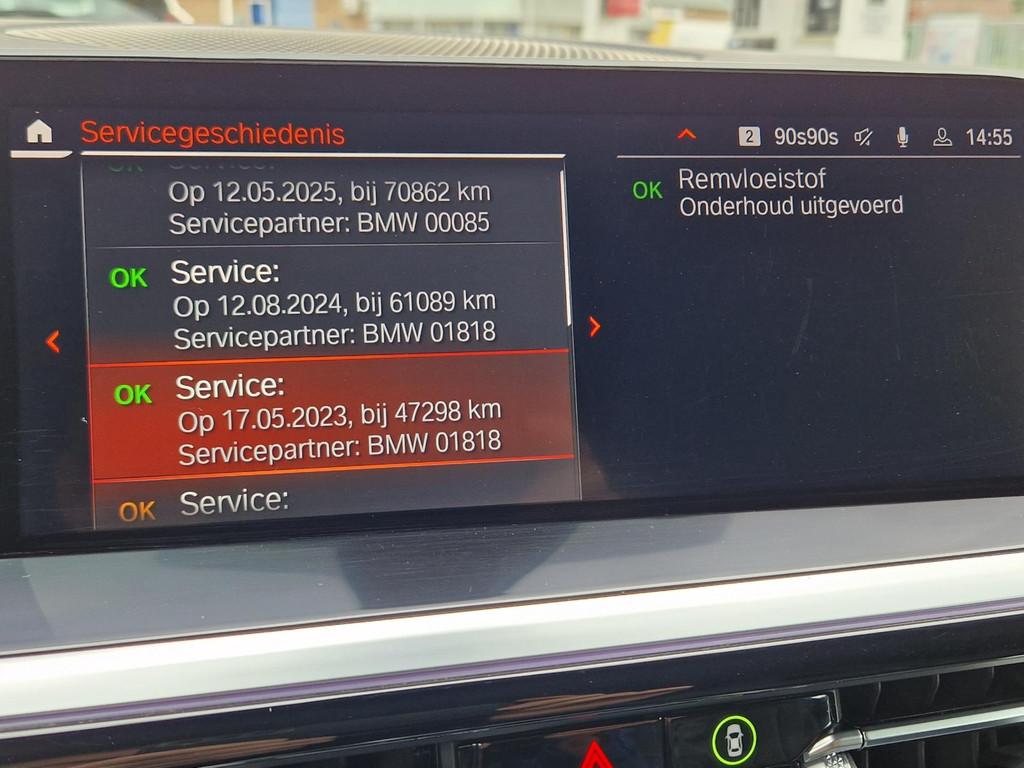 Servicegeschiedenis
2 90s90s 14:55
OK Service:
Op 12.05.2025, bij 70862 km
Servicepartner: BMW 00085
OK Service:
Op 12.08.2024, bij 61089 km
Servicepartner: BMW 01818
OK Service:
Op 17.05.2023, bij 47298 km
Servicepartner: BMW 01818
OK Service:
OK Remvloeistof
Onderhoud uitgevoerd